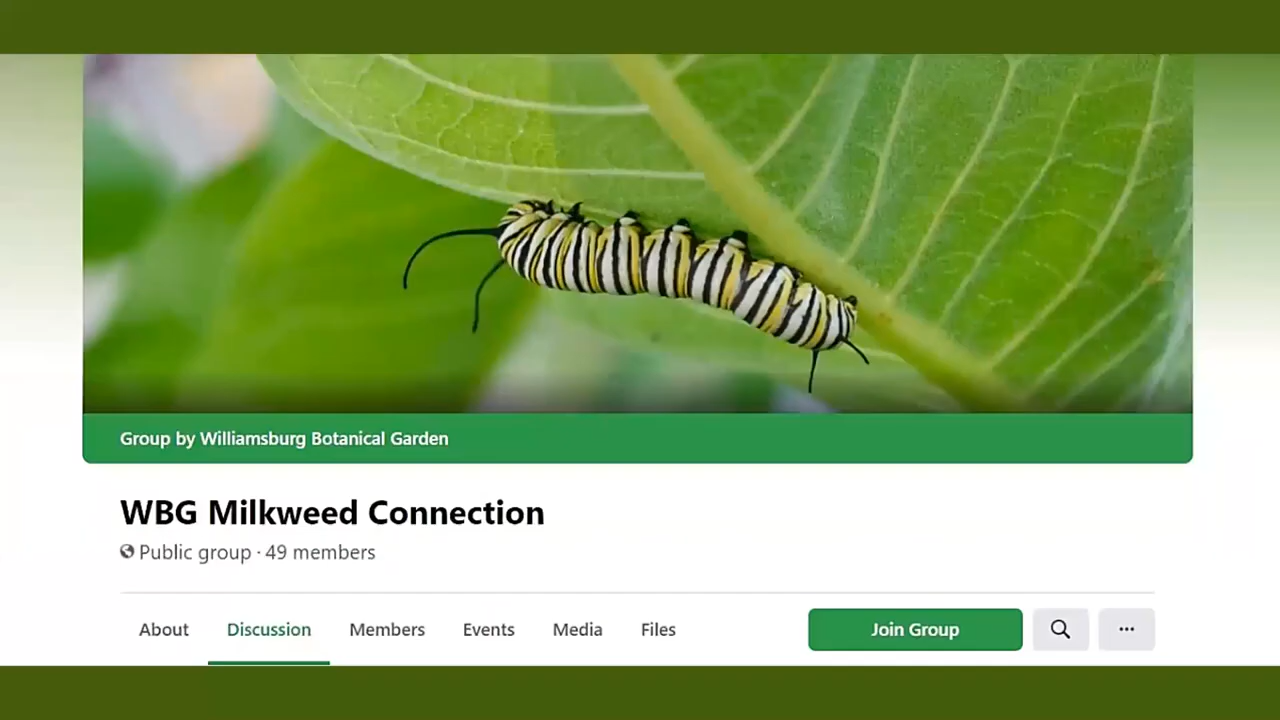 Group by Williamsburg Botanical Garden
WBG Milkweed Connection
Public group · 49 members
About Discussion Members Events Media Files Join Group